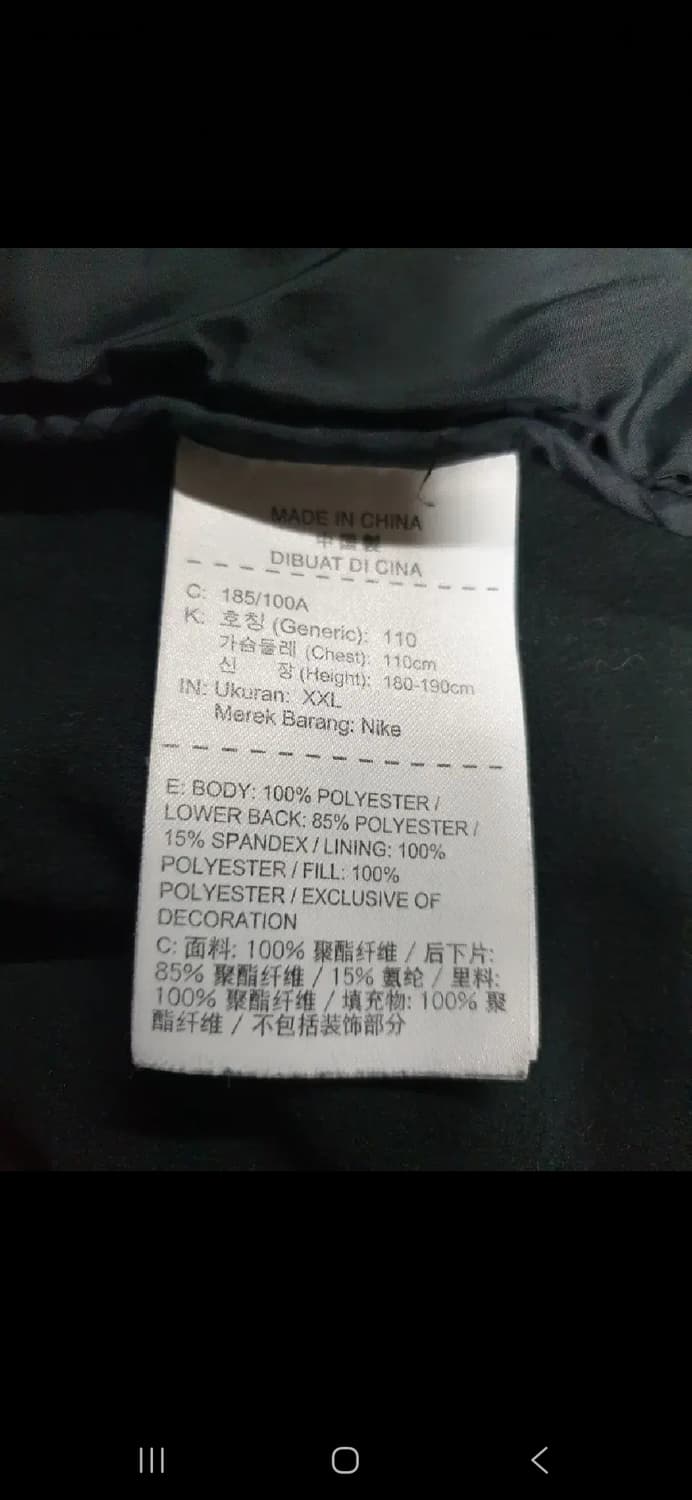 MADE IN CHINA
中国製
DIBUAT DI CINA
C: 185/100A
K: 호칭 (Generic): 110
가슴둘레 (Chest): 110cm
신 장 (Height): 180-190cm
IN: Ukuran: XXL
Merek Barang: Nike
E: BODY: 100% POLYESTER /
LOWER BACK: 85% POLYESTER /
15% SPANDEX / LINING: 100%
POLYESTER / FILL: 100%
POLYESTER / EXCLUSIVE OF
DECORATION
C: 面料: 100% 聚酯纤维 / 后下片:
85% 聚酯纤维 / 15% 氨纶 / 里料:
100% 聚酯纤维 / 填充物: 100% 聚
酯纤维 / 不包括装饰部分